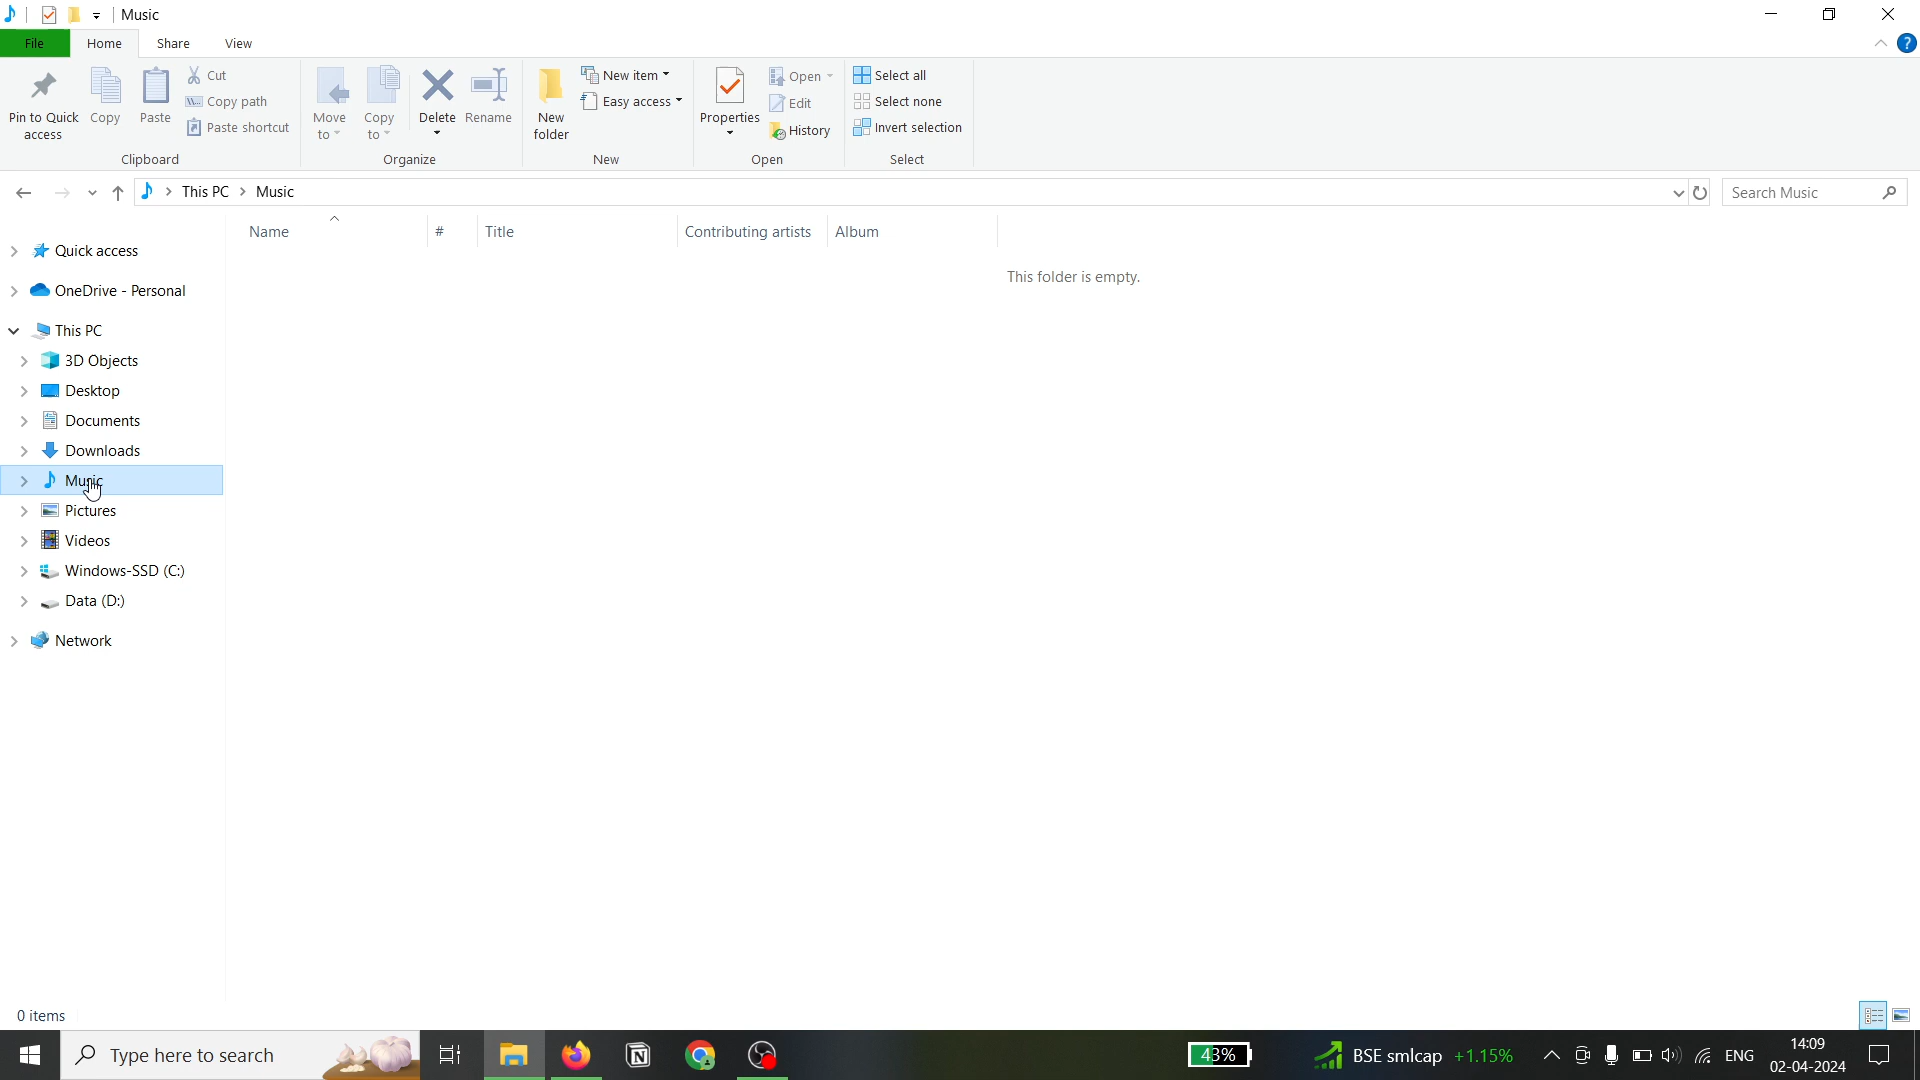 Music
File
Home
Share
View
Pin to Quick access
Copy
Paste
Cut
Copy path
Paste shortcut
Clipboard
Move to
Copy to
Delete
Rename
Organize
New folder
New item
Easy access
New
Properties
Open
Edit
History
Open
Select all
Select none
Invert selection
Select
This PC > Music
Search Music
Name
#
Title
Contributing artists
Album
This folder is empty.
Quick access
OneDrive - Personal
This PC
3D Objects
Desktop
Documents
Downloads
Music
Pictures
Videos
Windows-SSD (C:)
Data (D:)
Network
0 items
Type here to search
43%
BSE smlcap +1.15%
ENG
14:09
02-04-2024